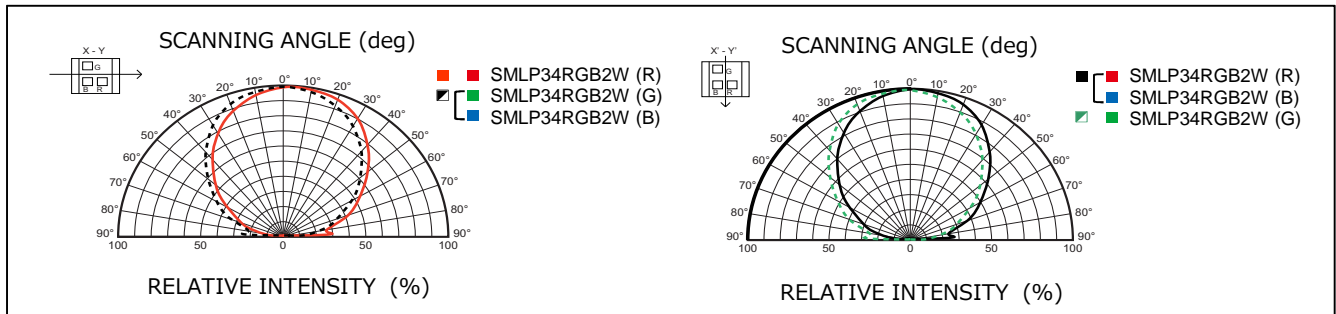 SCANNING ANGLE (deg)
X - Y
G
B R
0°
10° 10°
20° 20°
30° 30°
40° 40°
50° 50°
60° 60°
70° 70°
80° 80°
90° 90°
100 50 0 50 100
RELATIVE INTENSITY (%)
SMLP34RGB2W (R)
SMLP34RGB2W (G)
SMLP34RGB2W (B)
SCANNING ANGLE (deg)
X' - Y'
G
B R
0°
10° 10°
20° 20°
30° 30°
40° 40°
50° 50°
60° 60°
70° 70°
80° 80°
90° 90°
100 50 0 50 100
RELATIVE INTENSITY (%)
SMLP34RGB2W (R)
SMLP34RGB2W (B)
SMLP34RGB2W (G)